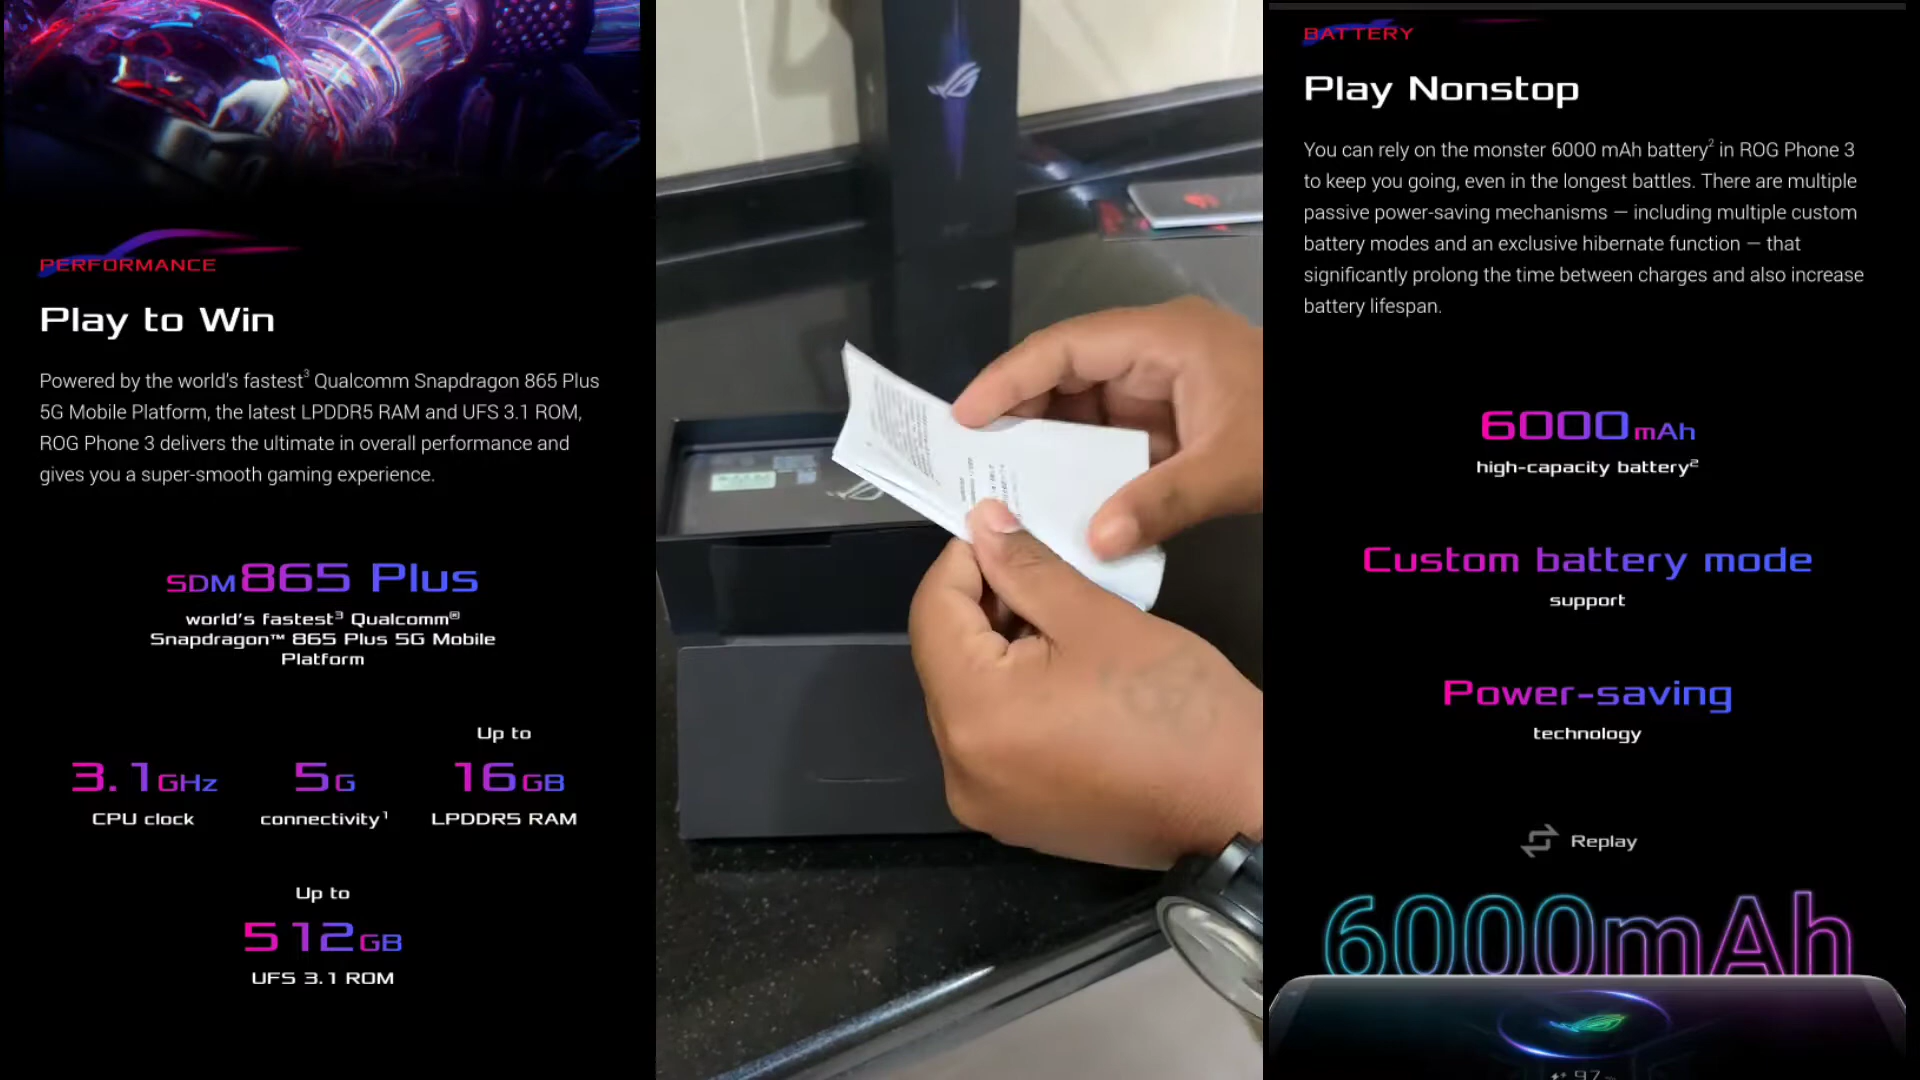 PERFORMANCE
Play to Win
Powered by the world's fastest³ Qualcomm Snapdragon 865 Plus
5G Mobile Platform, the latest LPDDR5 RAM and UFS 3.1 ROM,
ROG Phone 3 delivers the ultimate in overall performance and
gives you a super-smooth gaming experience.
SDM865 Plus
world's fastest³ Qualcomm®
Snapdragon™ 865 Plus 5G Mobile
Platform
3.1GHz
CPU clock
5G
connectivity¹
Up to
16GB
LPDDR5 RAM
Up to
512GB
UFS 3.1 ROM
BATTERY
Play Nonstop
You can rely on the monster 6000 mAh battery² in ROG Phone 3
to keep you going, even in the longest battles. There are multiple
passive power-saving mechanisms — including multiple custom
battery modes and an exclusive hibernate function — that
significantly prolong the time between charges and also increase
battery lifespan.
6000mAh
high-capacity battery²
Custom battery mode
support
Power-saving
technology
Replay
6000mAh